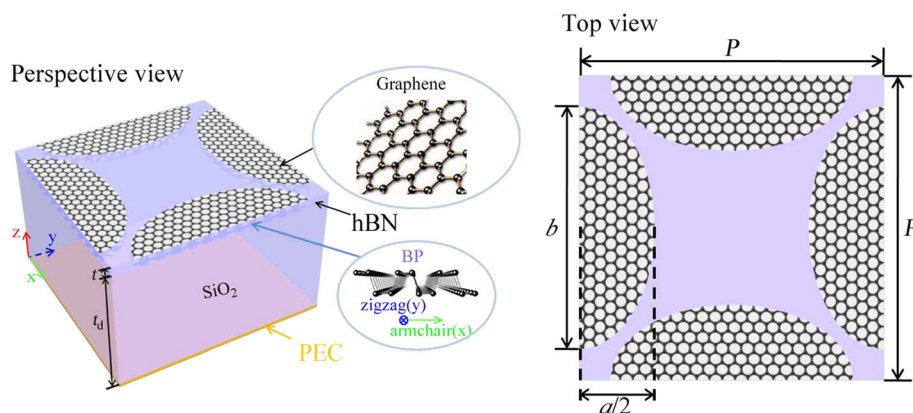 Perspective view
Graphene
hBN
BP
zigzag(y)
armchair(x)
z
y
x
t
t_d
SiO₂
PEC
Top view
P
b
P
a/2